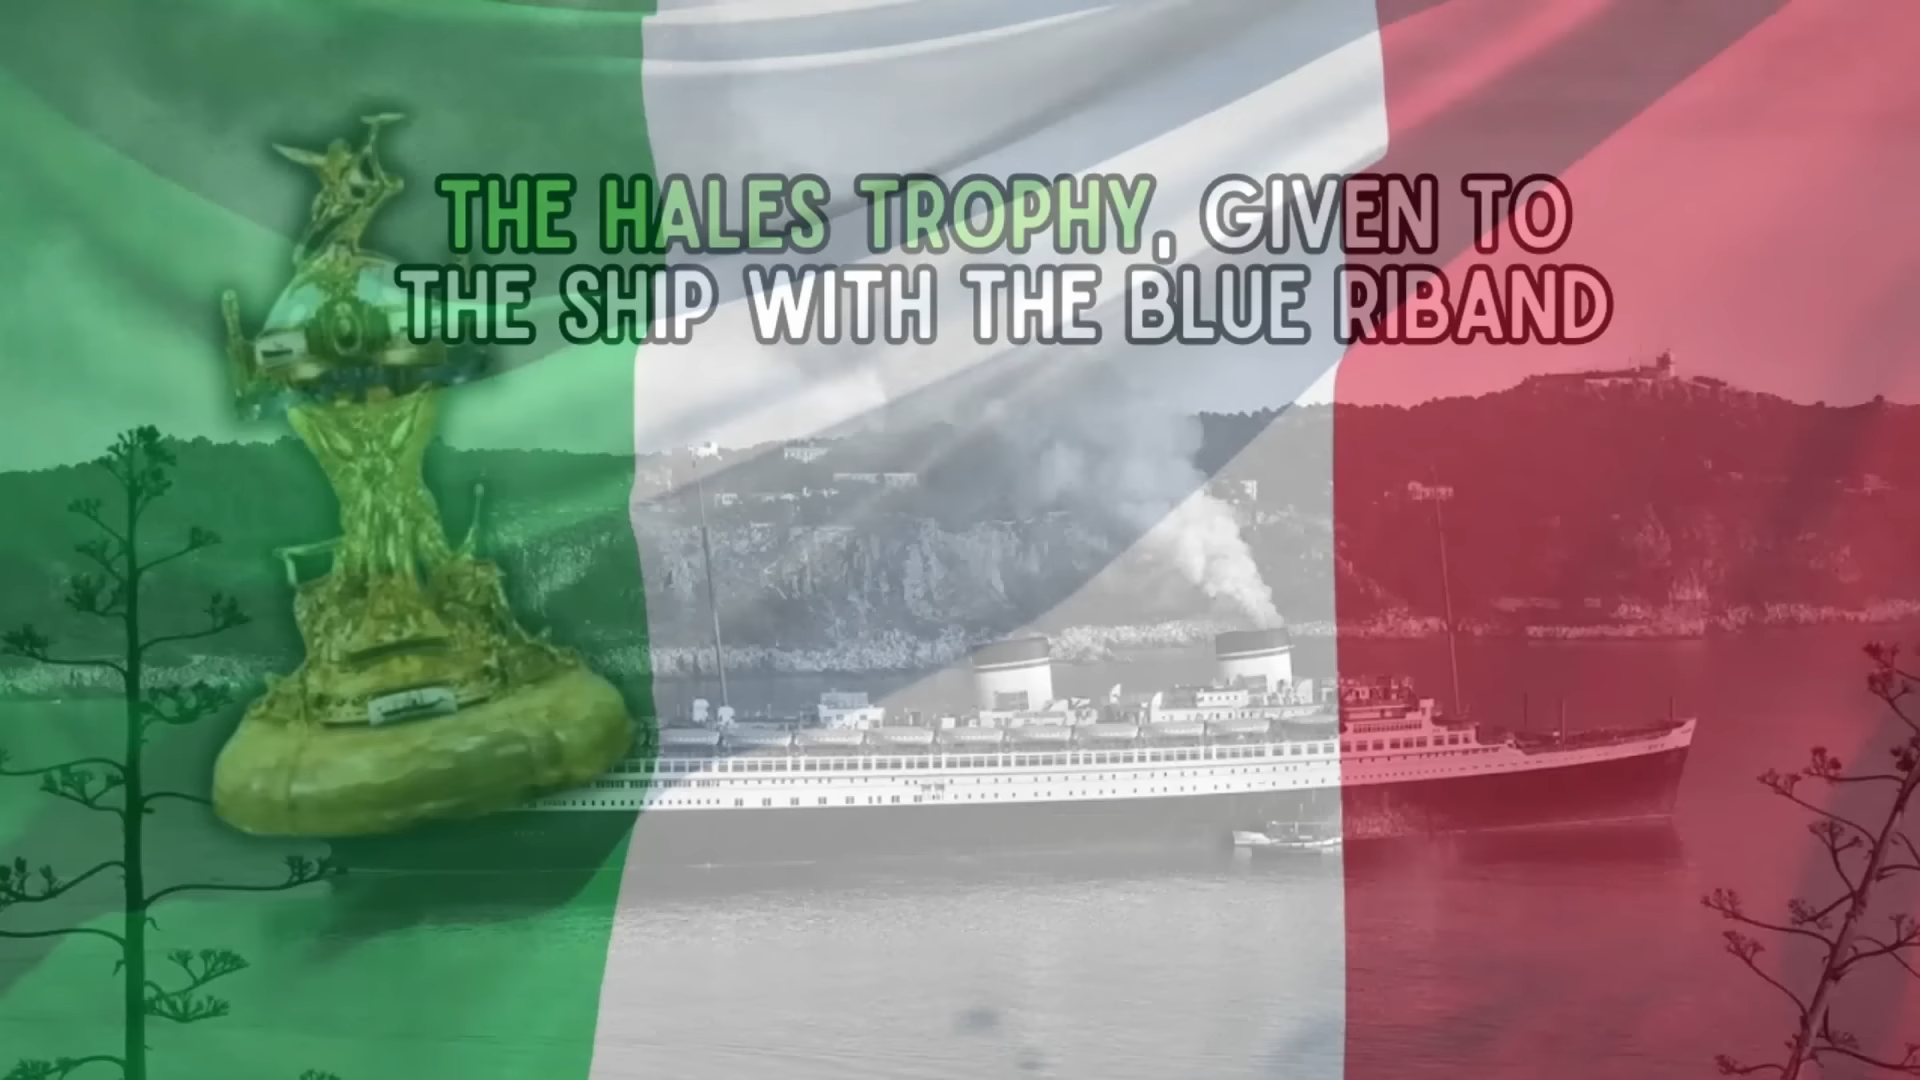 THE HALES TROPHY, GIVEN TO
THE SHIP WITH THE BLUE RIBAND